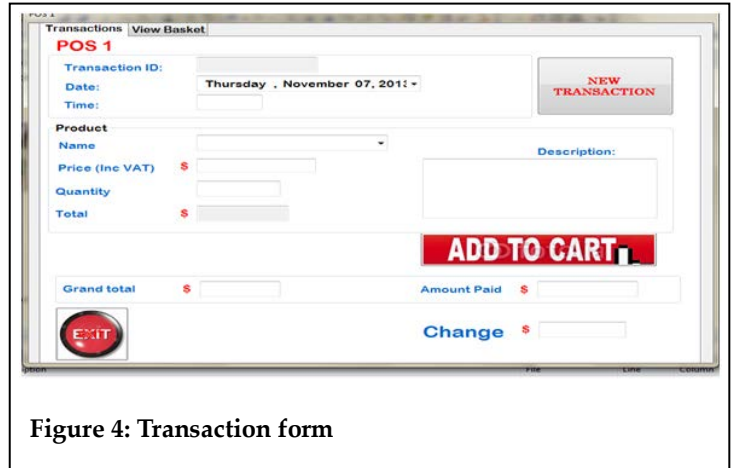 POS 1
Transactions View Basket
POS 1
Transaction ID:
Date: Thursday , November 07, 201
Time:
NEW
TRANSACTION
Product
Name
Description:
Price (Inc VAT) $
Quantity
Total $
ADD TO CART
Grand total $
Amount Paid $
EXIT
Change $
File Line Column
Figure 4: Transaction form